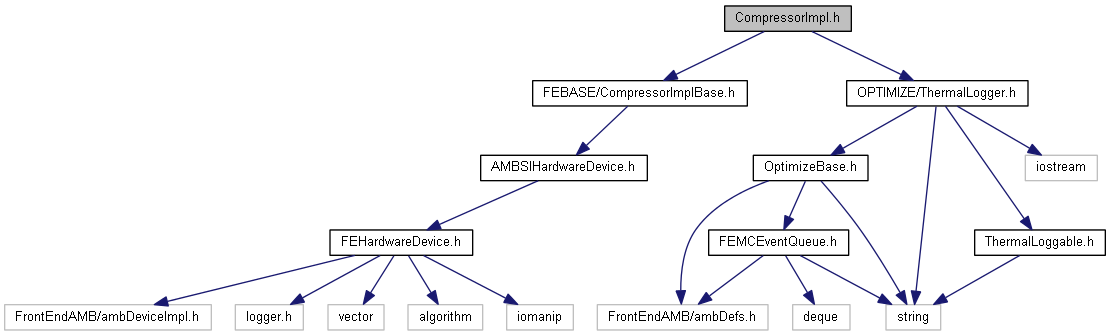 CompressorImpl.h
FEBASE/CompressorImplBase.h
OPTIMIZE/ThermalLogger.h
AMBSIHardwareDevice.h
OptimizeBase.h
iostream
FEHardwareDevice.h
FEMCEventQueue.h
ThermalLoggable.h
FrontEndAMB/ambDeviceImpl.h
logger.h
vector
algorithm
iomanip
FrontEndAMB/ambDefs.h
deque
string